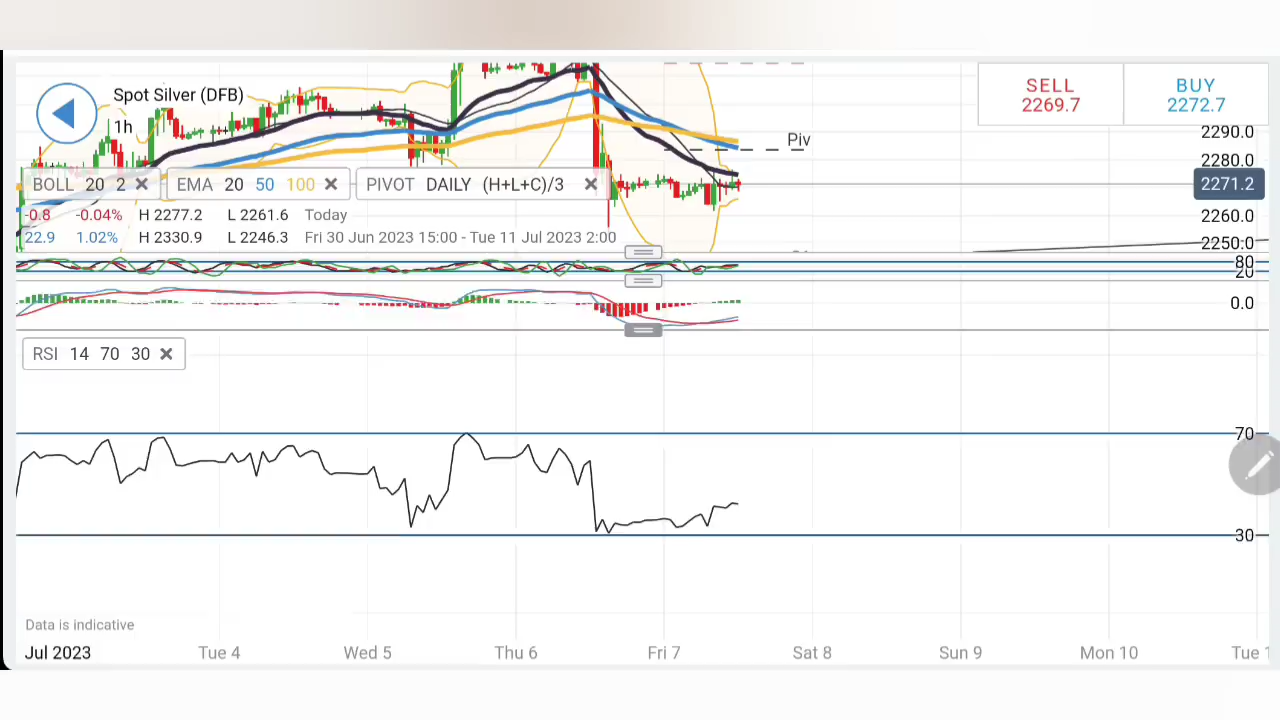 Spot Silver (DFB)
1h
SELL
2269.7
BUY
2272.7
Piv
2290.0
2280.0
2271.2
2260.0
2250.0
BOLL 20 2
EMA 20 50 100
PIVOT DAILY (H+L+C)/3
-0.8 -0.04% H 2277.2 L 2261.6 Today
22.9 1.02% H 2330.9 L 2246.3 Fri 30 Jun 2023 15:00 - Tue 11 Jul 2023 2:00
80
20
0.0
RSI 14 70 30
70
30
Data is indicative
Jul 2023 Tue 4 Wed 5 Thu 6 Fri 7 Sat 8 Sun 9 Mon 10 Tue